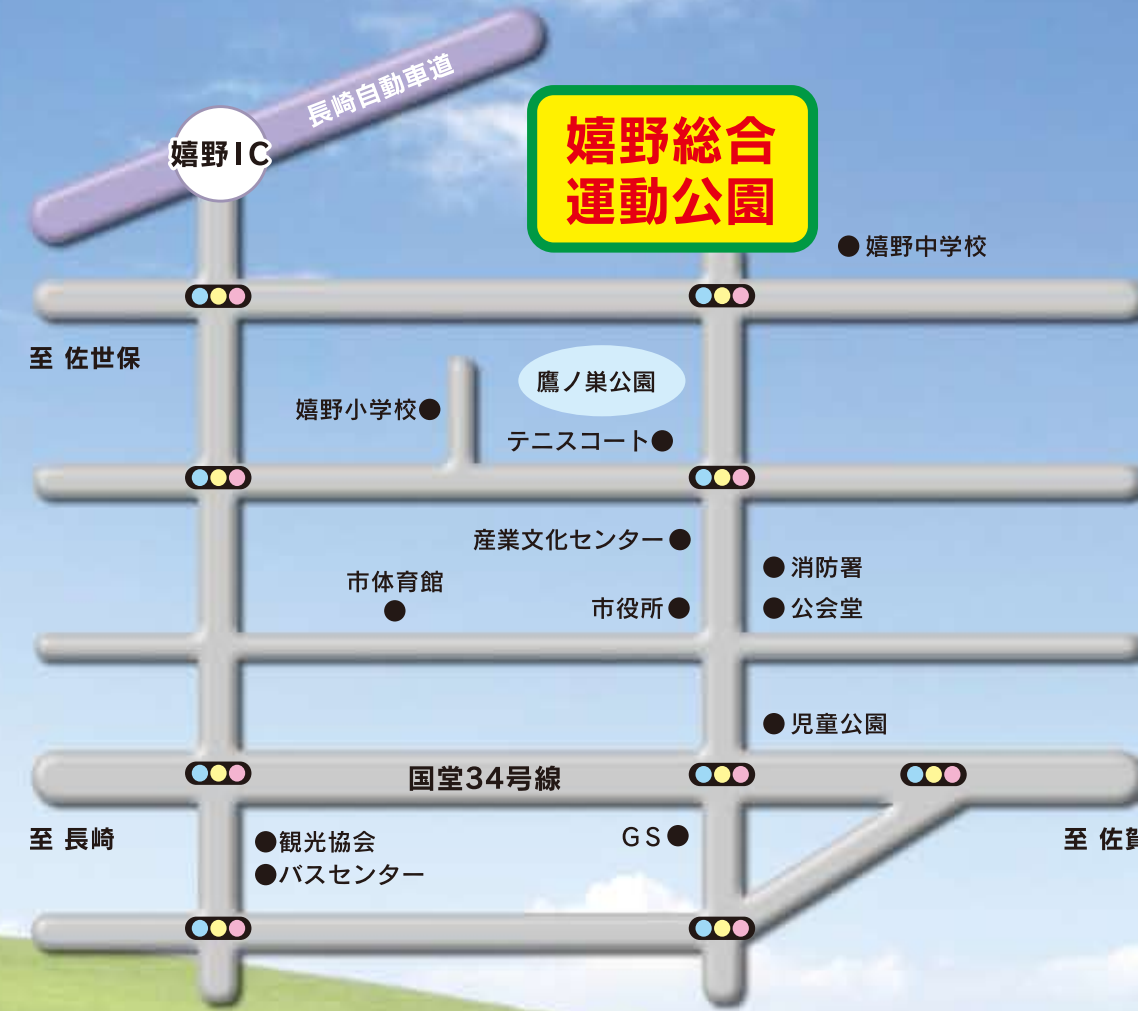 長崎自動車道
嬉野IC
嬉野総合
運動公園
嬉野中学校
至 佐世保
鷹ノ巣公園
嬉野小学校
テニスコート
産業文化センター
消防署
市体育館
市役所
公会堂
児童公園
国堂34号線
至 長崎
観光協会
GS
至 佐賀
バスセンター